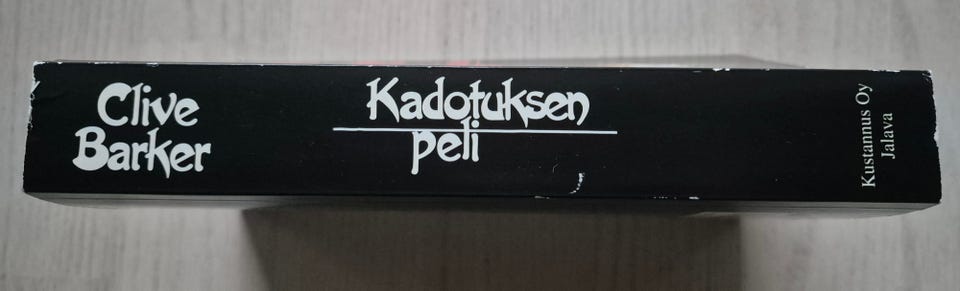 Clive
Barker
Kadotuksen
peli
Kustannus Oy
Jalava